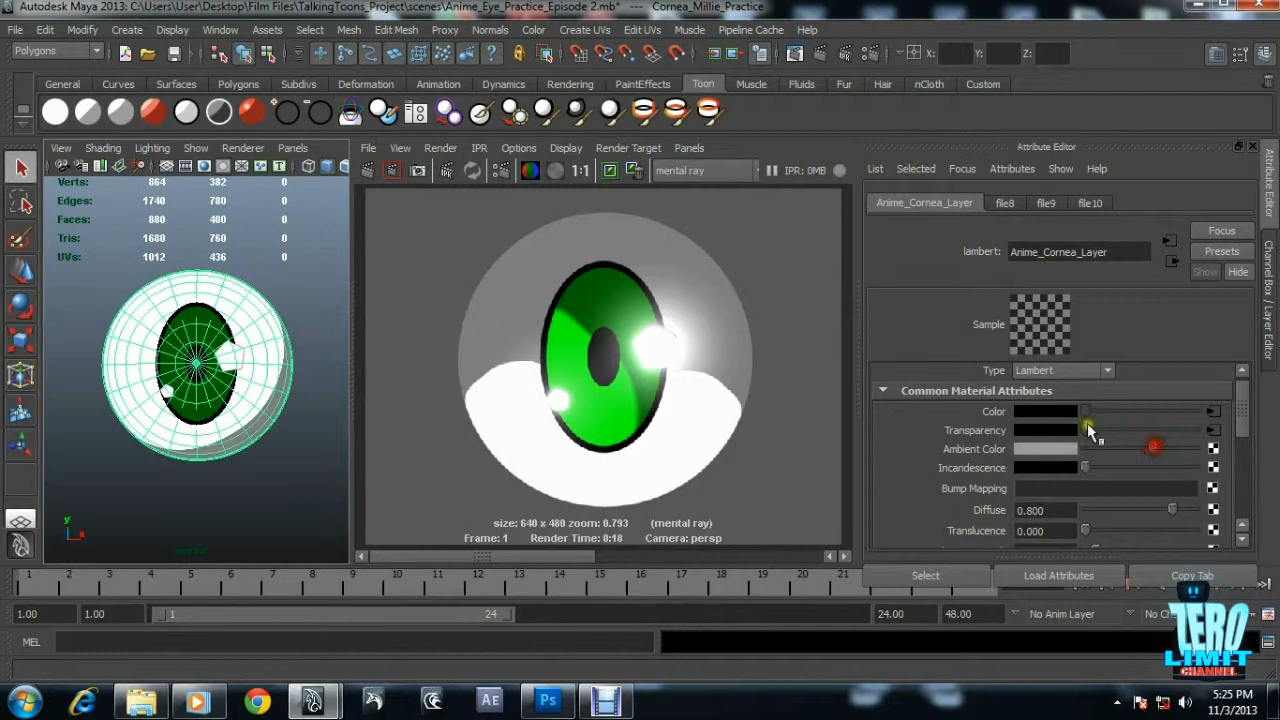 Autodesk Maya 2013: C:\Users\User\Desktop\Film Files\TalkingToons_Project\scenes\Anime_Eye_Practice_Episode 2.mb* --- Cornea_Millie_Practice
File Edit Modify Create Display Window Assets Select Mesh Edit Mesh Proxy Normals Color Create UVs Edit UVs Muscle Pipeline Cache Help
Polygons X: Y: Z:
General Curves Surfaces Polygons Subdivs Deformation Animation Dynamics Rendering PaintEffects Toon Muscle Fluids Fur Hair nCloth Custom
View Shading Lighting Show Renderer Panels
Verts: 864 382 0
Edges: 1740 780 0
Faces: 880 400 0
Tris: 1680 760 0
UVs: 1012 436 0
y
persp
File View Render IPR Options Display Render Target Panels
1:1 mental ray IPR: 0MB
size: 640 x 480 zoom: 0.793 (mental ray)
Frame: 1 Render Time: 0:18 Camera: persp
Attribute Editor
List Selected Focus Attributes Show Help
Anime_Cornea_Layer file8 file9 file10
Focus
lambert: Anime_Cornea_Layer Presets
Show Hide
Sample
Type Lambert
Common Material Attributes
Color
Transparency
Ambient Color
Incandescence
Bump Mapping
Diffuse 0.800
Translucence 0.000
Select Load Attributes Copy Tab
Attribute Editor
Channel Box / Layer Editor
1 2 3 4 5 6 7 8 9 10 11 12 13 14 15 16 17 18 19 20 21
1.00 1.00 1 24 24.00 48.00 No Anim Layer
MEL
ZERO
LIMIT
CHANNEL
Ae Ps
5:25 PM
11/3/2013